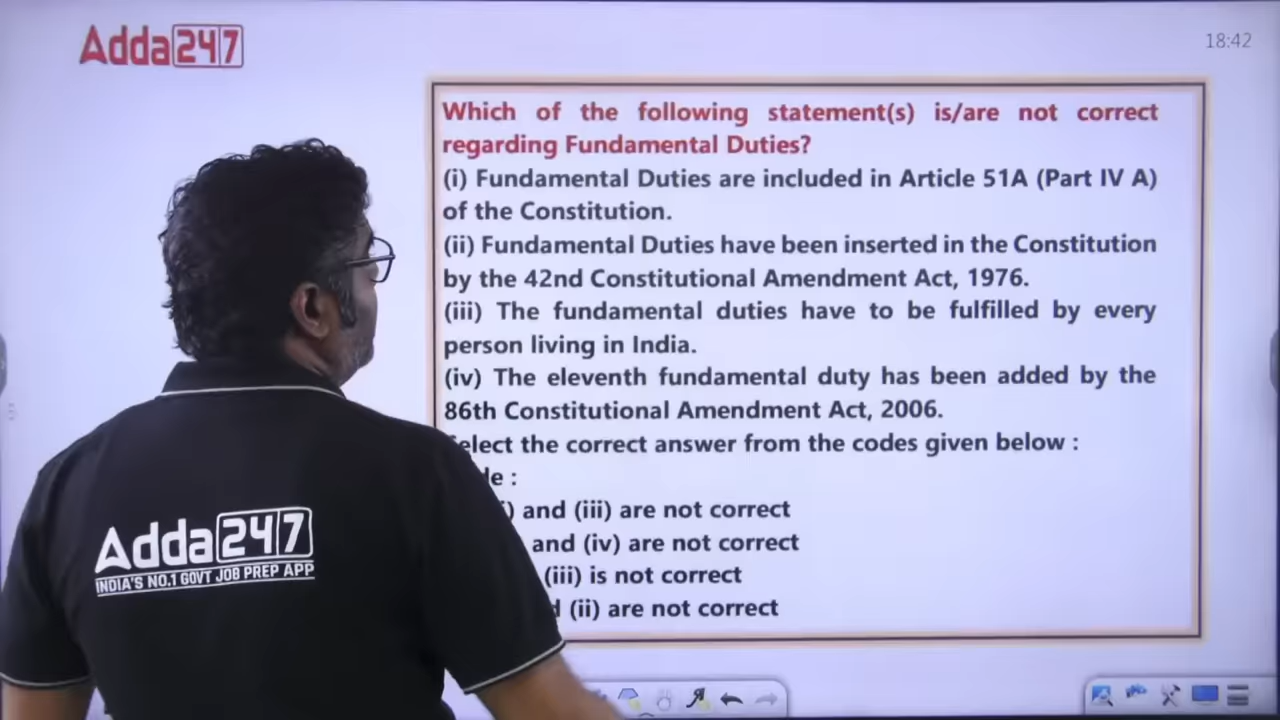 Adda247
18:42
Which of the following statement(s) is/are not correct
regarding Fundamental Duties?
(i) Fundamental Duties are included in Article 51A (Part IV A)
of the Constitution.
(ii) Fundamental Duties have been inserted in the Constitution
by the 42nd Constitutional Amendment Act, 1976.
(iii) The fundamental duties have to be fulfilled by every
person living in India.
(iv) The eleventh fundamental duty has been added by the
86th Constitutional Amendment Act, 2006.
elect the correct answer from the codes given below :
and (iii) are not correct
and (iv) are not correct
(iii) is not correct
(ii) are not correct
Adda247
INDIA'S NO.1 GOVT JOB PREP APP